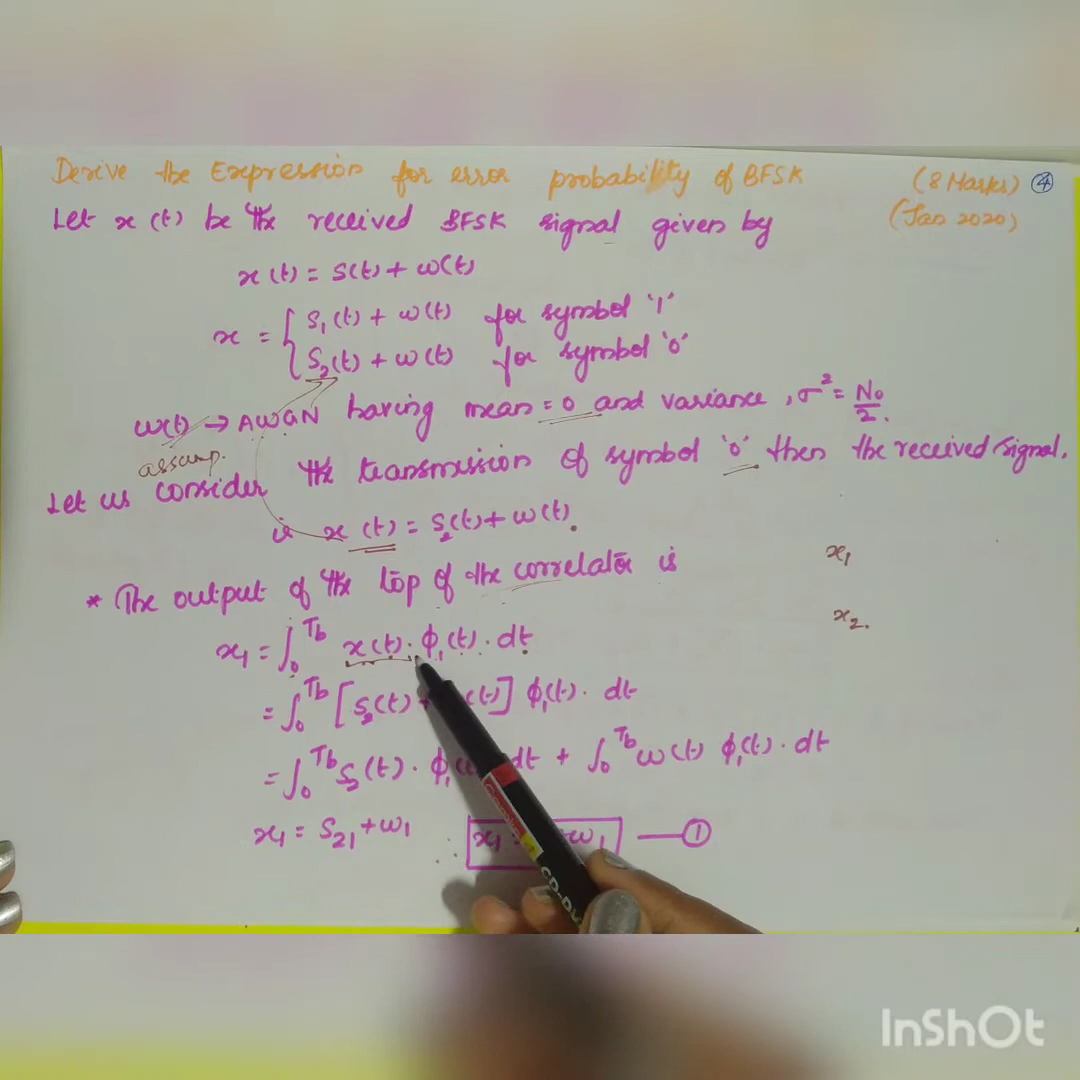 Derive the Expression for error probability of BFSK (8 Marks) ④
Let x(t) be the received BFSK signal given by (Jan 2020)
x(t) = S(t) + w(t)
x = { S₁(t) + w(t) for symbol '1'
S₂(t) + w(t) for symbol '0'
w(t) → AWGN having mean = 0 and variance, σ² = N₀/2.
assump.
Let us consider the transmission of symbol '0' then the received signal.
is x(t) = S₂(t) + w(t).
x₁
* The output of the top of the correlator is
x₂.
x₁ = ∫₀^Tb x(t) · ϕ₁(t) · dt
= ∫₀^Tb [S₂(t) + (t)] ϕ₁(t) · dt
= ∫₀^Tb S₂(t) · ϕ₁ dt + ∫₀^Tb w(t) ϕ₁(t) · dt
x₁ = S₂₁ + w₁ ∴ x₁ = w₁ — ①
InShOt